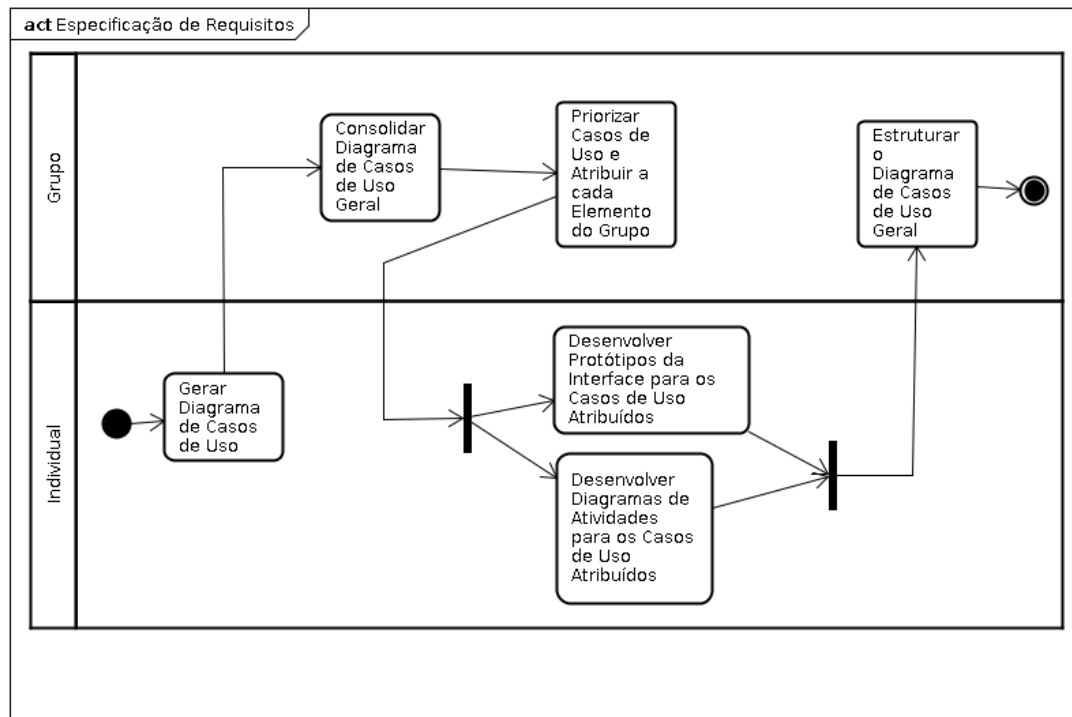 act Especificação de Requisitos
Grupo
Consolidar
Diagrama
de Casos
de Uso
Geral
Priorizar
Casos de
Uso e
Atribuir a
cada
Elemento
do Grupo
Estruturar
o
Diagrama
de Casos
de Uso
Geral
Individual
Gerar
Diagrama
de Casos
de Uso
Desenvolver
Protótipos da
Interface para os
Casos de Uso
Atribuídos
Desenvolver
Diagramas de
Atividades
para os Casos
de Uso
Atribuídos